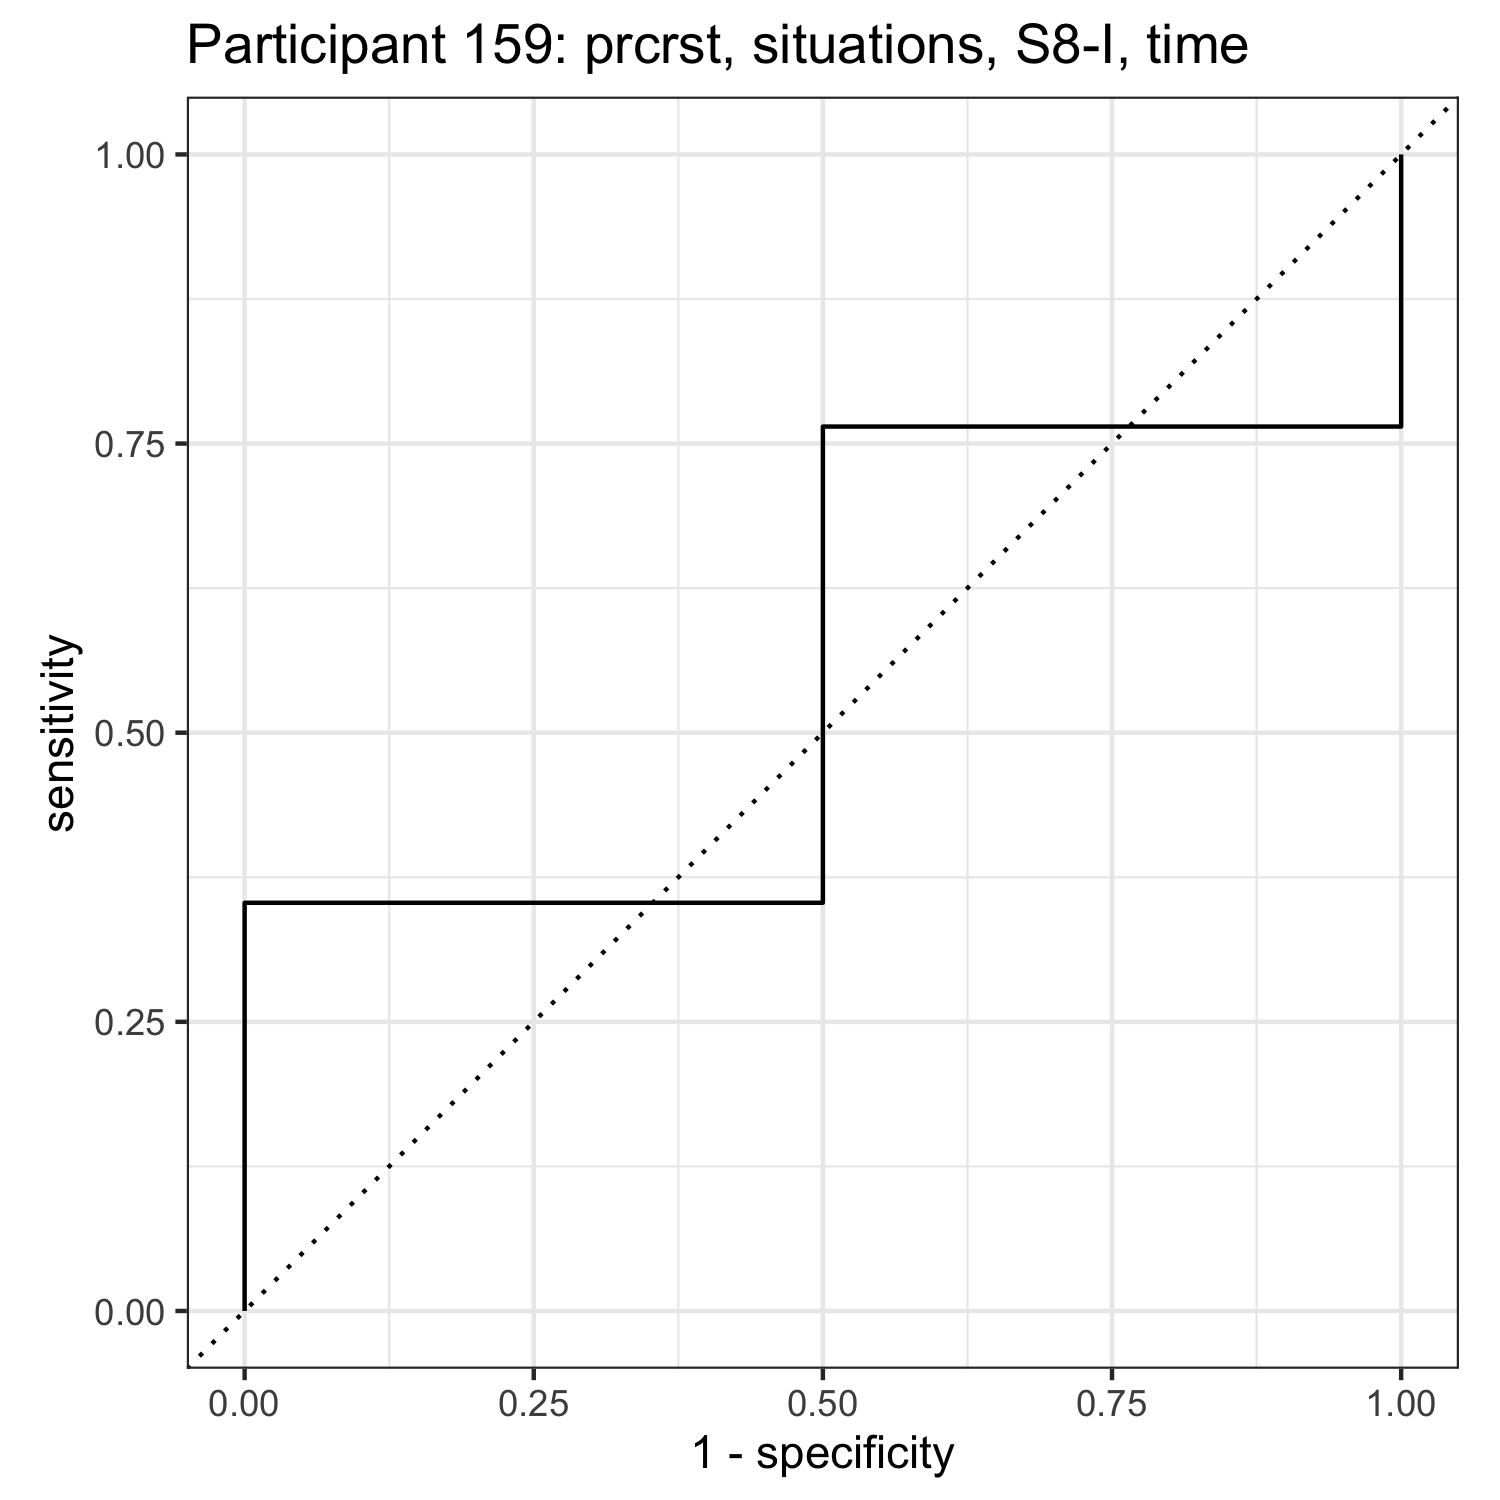 Participant 159: prcrst, situations, S8-I, time
1.00
0.75
0.50
0.25
0.00
sensitivity
0.00 0.25 0.50 0.75 1.00
1 - specificity